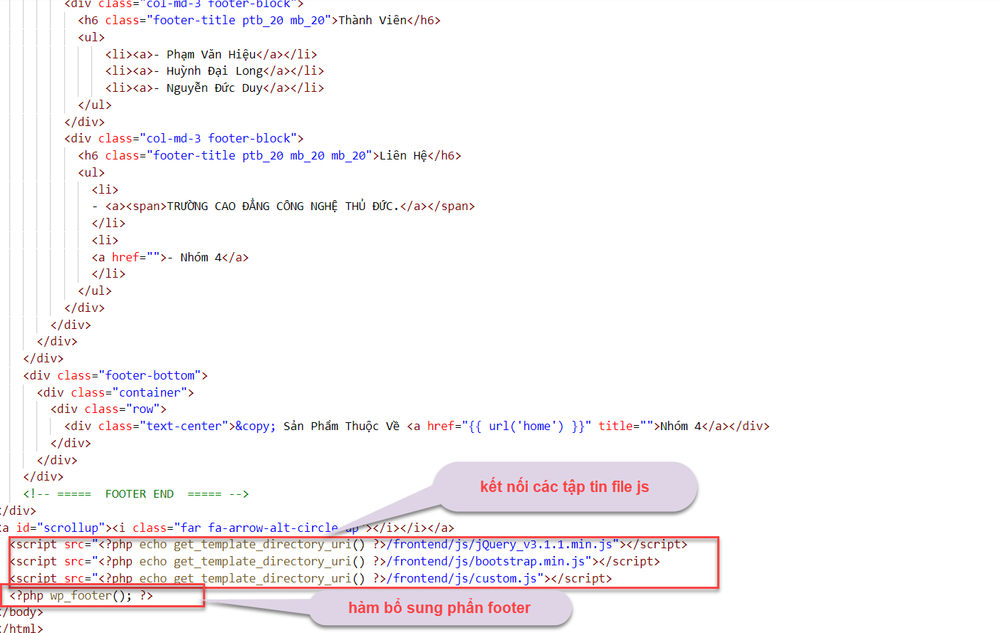 <div class="col-md-3 footer-block">
<h6 class="footer-title ptb_20 mb_20">Thành Viên</h6>
<ul>
<li><a>- Phạm Văn Hiệu</a></li>
<li><a>- Huỳnh Đại Long</a></li>
<li><a>- Nguyễn Đức Duy</a></li>
</ul>
</div>
<div class="col-md-3 footer-block">
<h6 class="footer-title ptb_20 mb_20 mb_20">Liên Hệ</h6>
<ul>
<li>
- <a><span>TRƯỜNG CAO ĐẲNG CÔNG NGHỆ THỦ ĐỨC.</a></span>
</li>
<li>
<a href="">- Nhóm 4</a>
</li>
</ul>
</div>
</div>
</div>
</div>
<div class="footer-bottom">
<div class="container">
<div class="row">
<div class="text-center">&copy; Sản Phẩm Thuộc Về <a href="{{ url('home') }}" title="">Nhóm 4</a></div>
</div>
</div>
</div>
<!-- ===== FOOTER END ===== -->
kết nối các tập tin file js
</div>
a id="scrollup"><i class="far fa-arrow-alt-circle-up"></i></i></a>
<script src="<?php echo get_template_directory_uri() ?>/frontend/js/jQuery_v3.1.1.min.js"></script>
<script src="<?php echo get_template_directory_uri() ?>/frontend/js/bootstrap.min.js"></script>
<script src="<?php echo get_template_directory_uri() ?>/frontend/js/custom.js"></script>
<?php wp_footer(); ?>
hàm bổ sung phẩn footer
</body>
</html>